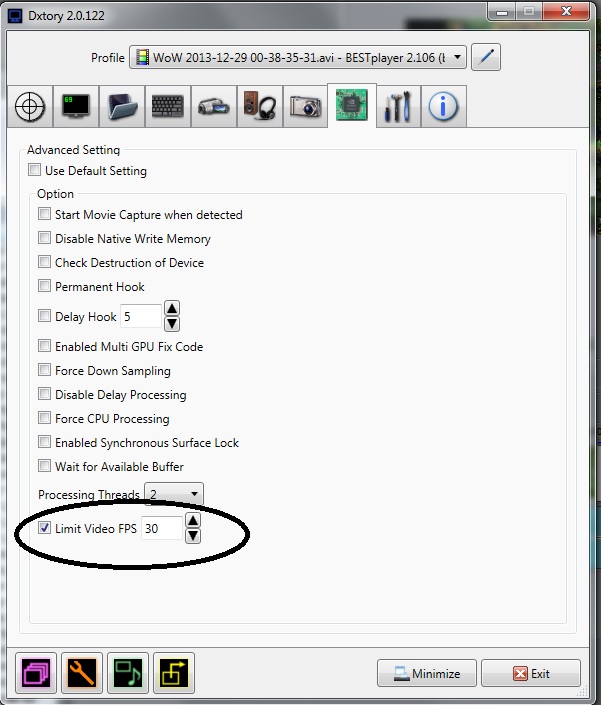 Dxtory 2.0.122
Profile WoW 2013-12-29 00-38-35-31.avi - BESTplayer 2.106 (l
69
Advanced Setting
Use Default Setting
Option
Start Movie Capture when detected
Disable Native Write Memory
Check Destruction of Device
Permanent Hook
Delay Hook 5
Enabled Multi GPU Fix Code
Force Down Sampling
Disable Delay Processing
Force CPU Processing
Enabled Synchronous Surface Lock
Wait for Available Buffer
Processing Threads 2
Limit Video FPS 30
Minimize Exit